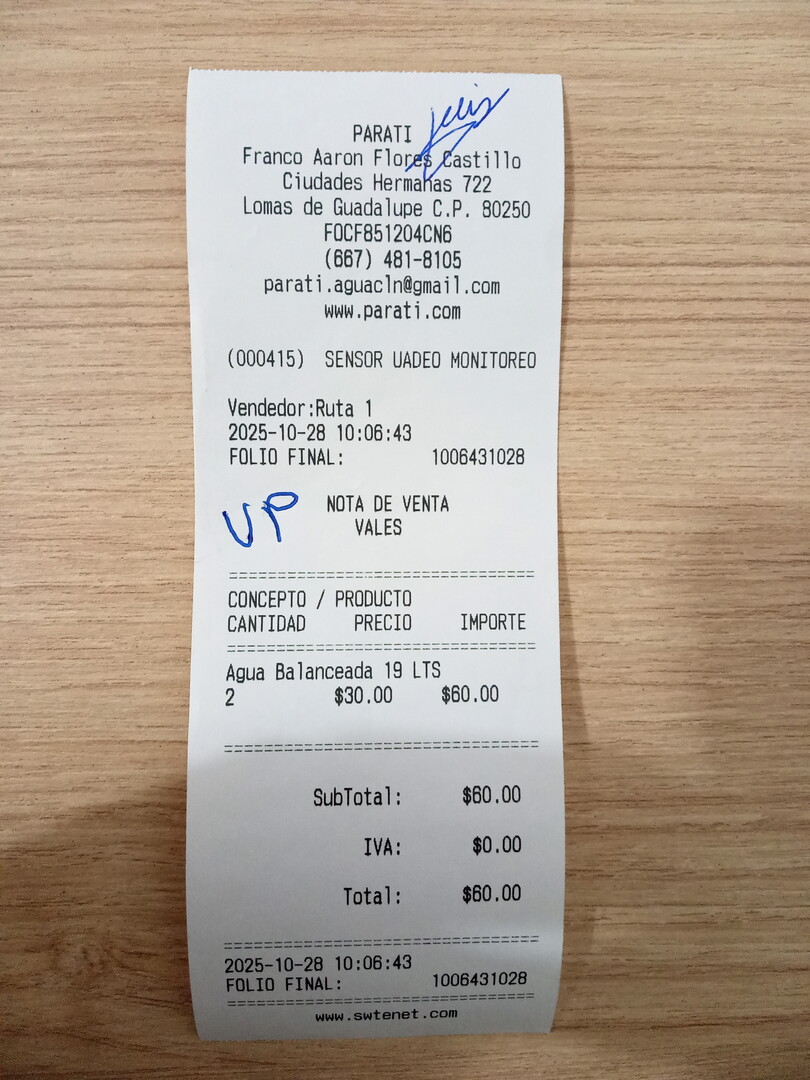 PARATI
Franco Aaron Flores Castillo
Ciudades Hermanas 722
Lomas de Guadalupe C.P. 80250
FOCF851204CN6
(667) 481-8105
parati.aguacln@gmail.com
www.parati.com
(000415) SENSOR UADEO MONITOREO
Vendedor:Ruta 1
2025-10-28 10:06:43
FOLIO FINAL: 1006431028
VP
NOTA DE VENTA
VALES
================================
CONCEPTO / PRODUCTO
CANTIDAD PRECIO IMPORTE
================================
Agua Balanceada 19 LTS
2 $30.00 $60.00
================================
SubTotal: $60.00
IVA: $0.00
Total: $60.00
================================
2025-10-28 10:06:43
FOLIO FINAL: 1006431028
================================
www.swtenet.com